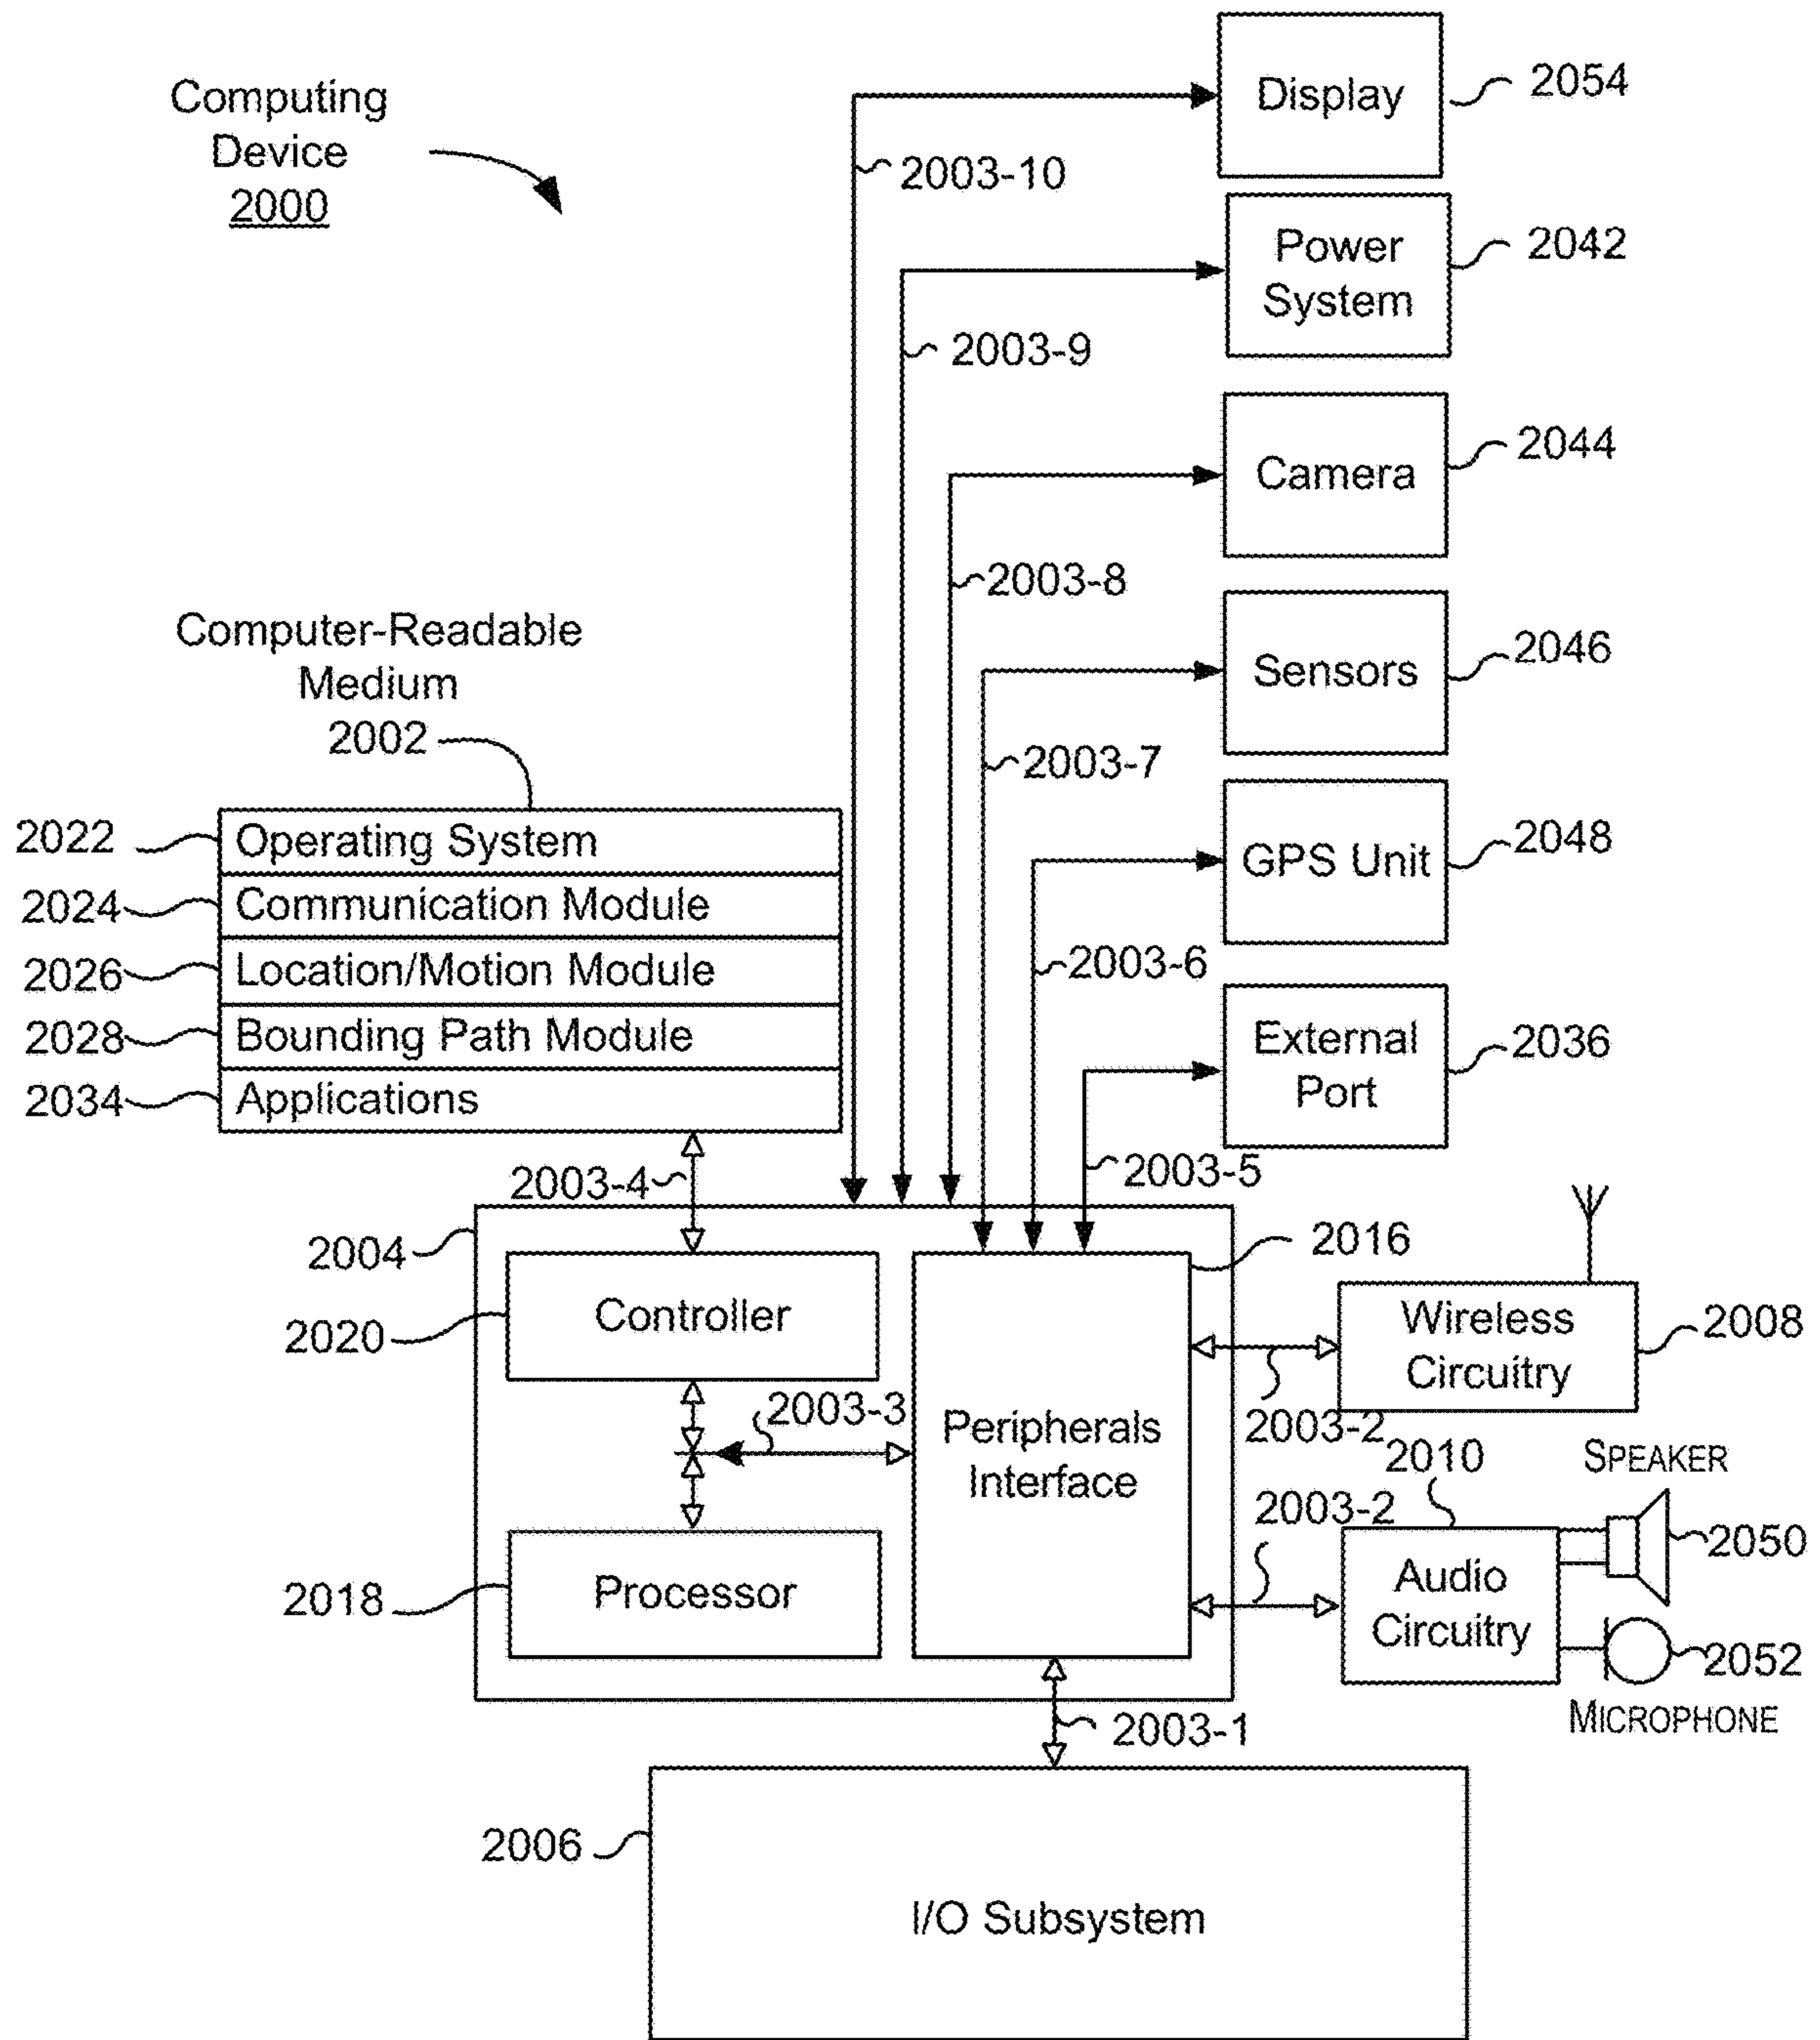 Computing
Device
2000
Display
2054
2003-10
Power
System
2042
2003-9
Camera
2044
2003-8
Sensors
2046
2003-7
Computer-Readable
Medium
2002
2022
Operating System
2024
Communication Module
2026
Location/Motion Module
2028
Bounding Path Module
2034
Applications
GPS Unit
2048
2003-6
External
Port
2036
2003-5
2003-4
2004
2016
Controller
2020
Wireless
Circuitry
2008
2003-3
2003-2
Peripherals
Interface
2010
SPEAKER
2003-2
2050
Processor
2018
Audio
Circuitry
2052
MICROPHONE
2003-1
2006
I/O Subsystem